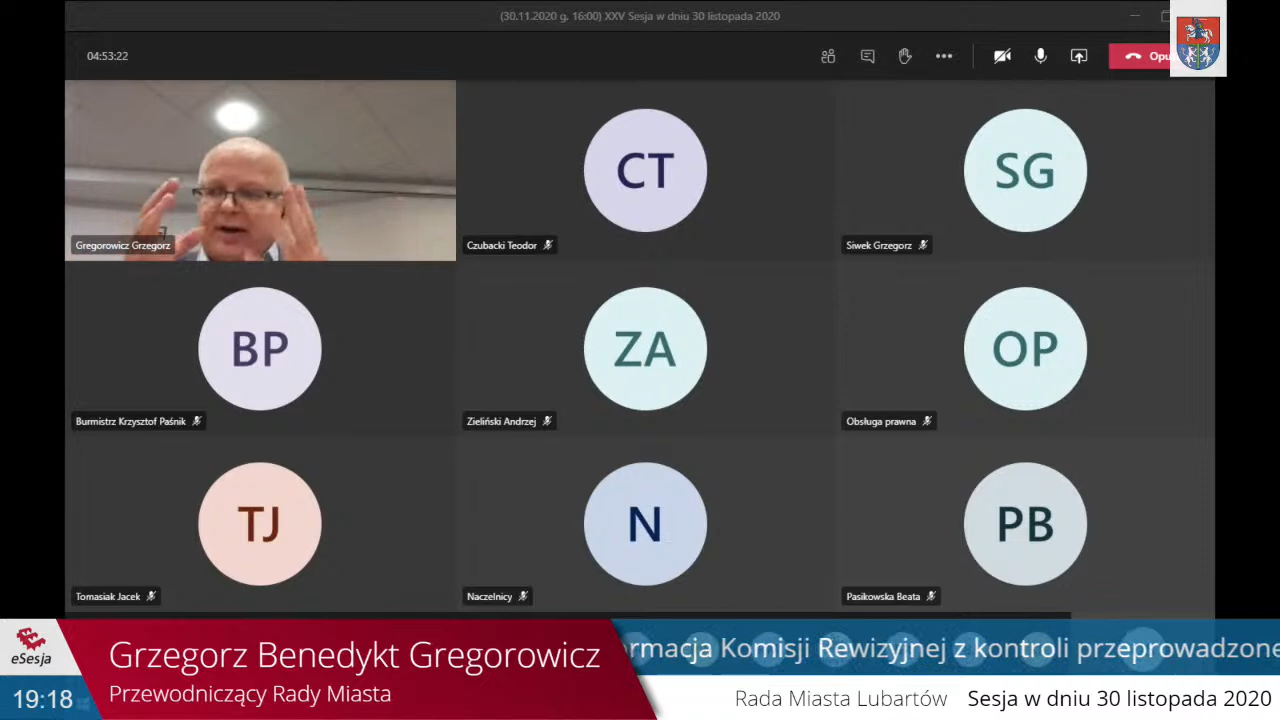 (30.11.2020 g. 16:00) XXV Sesja w dniu 30 listopada 2020
04:53:22
Opu
Gregorowicz Grzegorz
CT
Czubacki Teodor
SG
Siwek Grzegorz
BP
Burmistrz Krzysztof Paśnik
ZA
Zieliński Andrzej
OP
Obsługa prawna
TJ
Tomasiak Jacek
N
Naczelnicy
PB
Pasikowska Beata
eSesja
Grzegorz Benedykt Gregorowicz
Przewodniczący Rady Miasta
rmacja Komisji Rewizyjnej z kontroli przeprowadzone
19:18
Rada Miasta Lubartów Sesja w dniu 30 listopada 2020